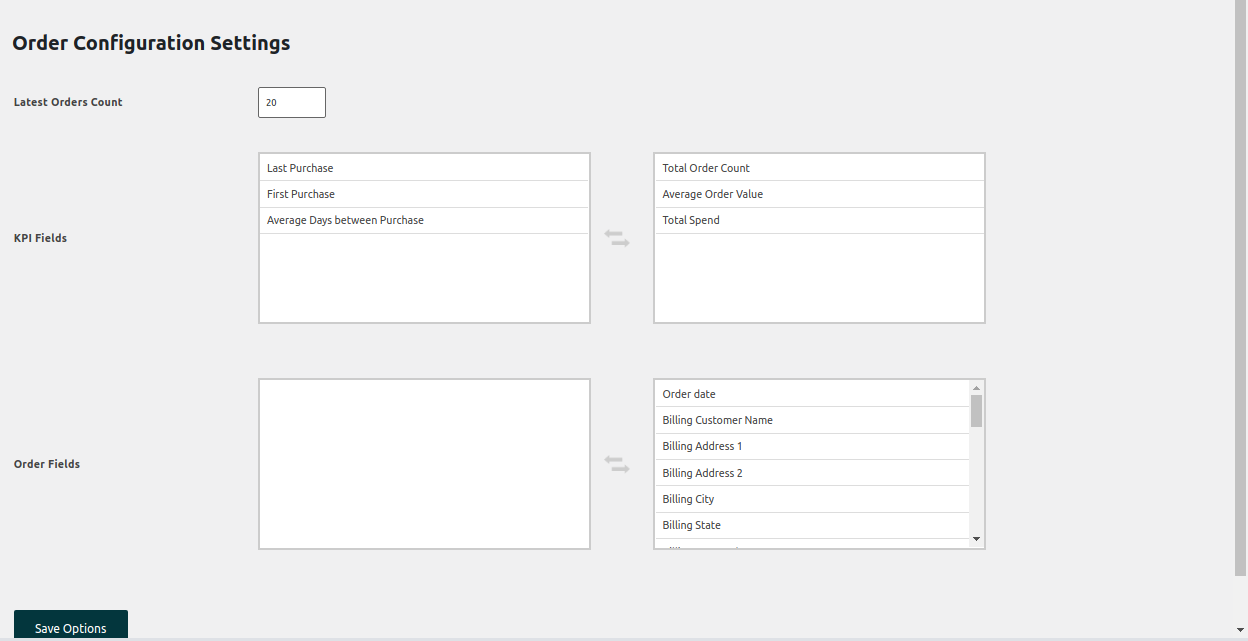 Order Configuration Settings
Latest Orders Count
20
KPI Fields
Last Purchase
First Purchase
Average Days between Purchase
Total Order Count
Average Order Value
Total Spend
Order Fields
Order date
Billing Customer Name
Billing Address 1
Billing Address 2
Billing City
Billing State
Save Options